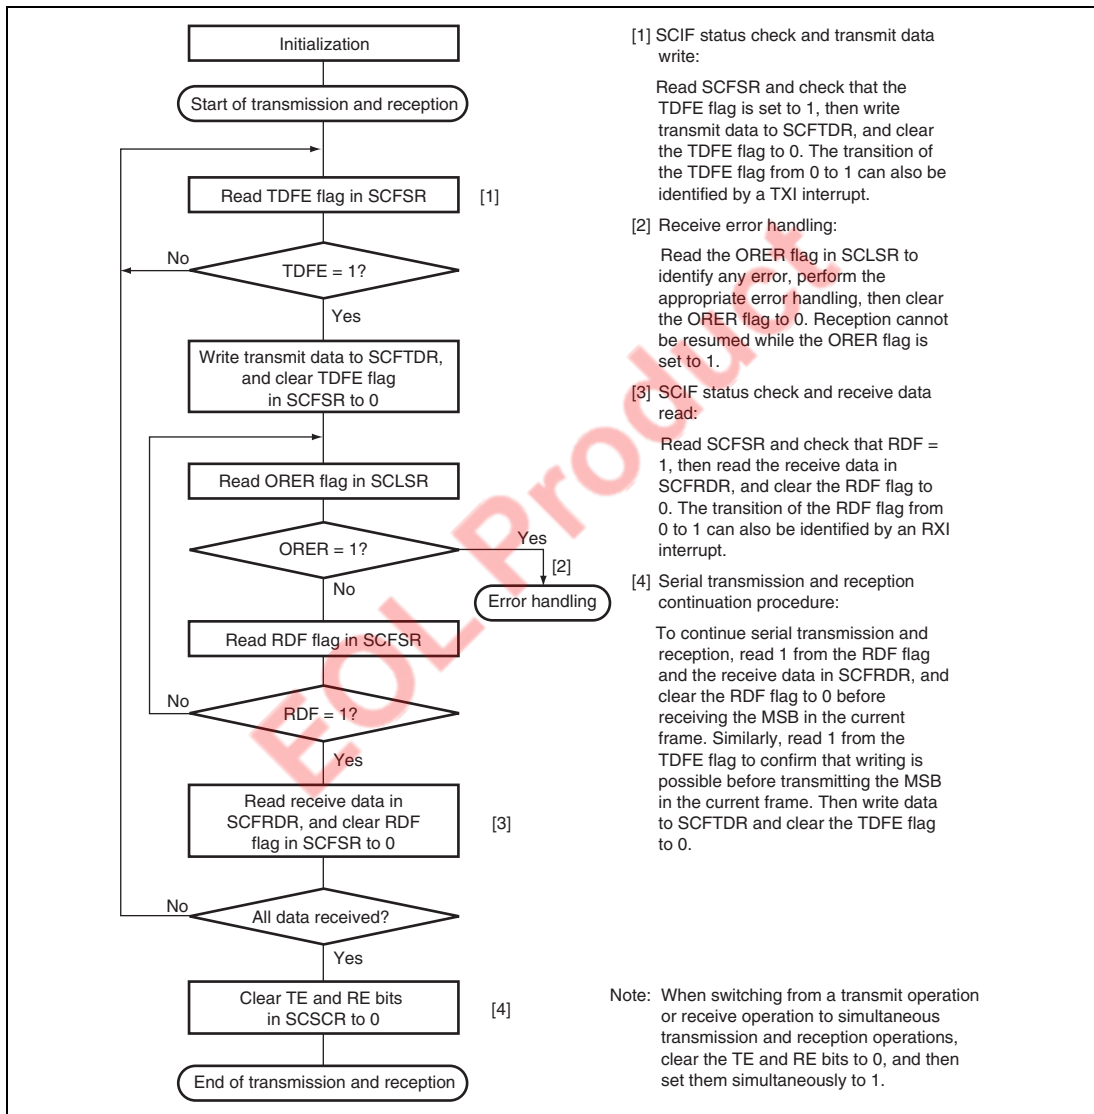 Initialization
Start of transmission and reception
Read TDFE flag in SCFSR
[1]
No
TDFE = 1?
Yes
Write transmit data to SCFTDR,
and clear TDFE flag
in SCFSR to 0
Read ORER flag in SCLSR
ORER = 1?
Yes
[2]
Error handling
No
Read RDF flag in SCFSR
No
RDF = 1?
Yes
Read receive data in
SCFRDR, and clear RDF
flag in SCFSR to 0
[3]
No
All data received?
Yes
Clear TE and RE bits
in SCSCR to 0
[4]
End of transmission and reception
[1] SCIF status check and transmit data
write:
Read SCFSR and check that the
TDFE flag is set to 1, then write
transmit data to SCFTDR, and clear
the TDFE flag to 0. The transition of
the TDFE flag from 0 to 1 can also be
identified by a TXI interrupt.
[2] Receive error handling:
Read the ORER flag in SCLSR to
identify any error, perform the
appropriate error handling, then clear
the ORER flag to 0. Reception cannot
be resumed while the ORER flag is
set to 1.
[3] SCIF status check and receive data
read:
Read SCFSR and check that RDF =
1, then read the receive data in
SCFRDR, and clear the RDF flag to
0. The transition of the RDF flag from
0 to 1 can also be identified by an RXI
interrupt.
[4] Serial transmission and reception
continuation procedure:
To continue serial transmission and
reception, read 1 from the RDF flag
and the receive data in SCFRDR, and
clear the RDF flag to 0 before
receiving the MSB in the current
frame. Similarly, read 1 from the
TDFE flag to confirm that writing is
possible before transmitting the MSB
in the current frame. Then write data
to SCFTDR and clear the TDFE flag
to 0.
Note: When switching from a transmit operation
or receive operation to simultaneous
transmission and reception operations,
clear the TE and RE bits to 0, and then
set them simultaneously to 1.
EOL Product